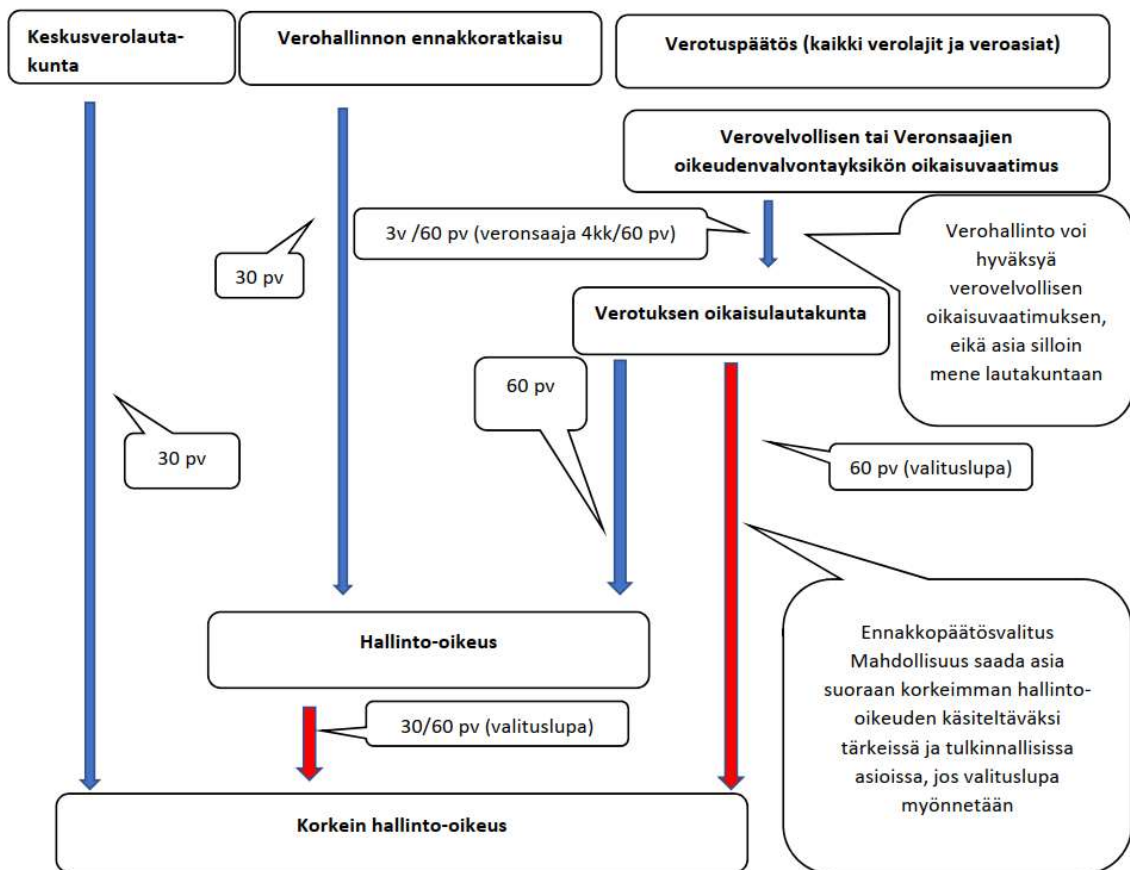 Keskusverolauta-
kunta
Verohallinnon ennakkoratkaisu
Verotuspäätös (kaikki verolajit ja veroasiat)
Verovelvollisen tai Veronsaajien
oikeudenvalvontayksikön oikaisuvaatimus
3v /60 pv (veronsaaja 4kk/60 pv)
30 pv
Verohallinto voi
hyväksyä
verovelvollisen
oikaisuvaatimuksen,
eikä asia silloin
mene lautakuntaan
Verotuksen oikaisulautakunta
60 pv
30 pv
60 pv (valituslupa)
Hallinto-oikeus
Ennakkopäätösvalitus
Mahdollisuus saada asia
suoraan korkeimman hallinto-
oikeuden käsiteltäväksi
tärkeissä ja tulkinnallisissa
asioissa, jos valituslupa
myönnetään
30/60 pv (valituslupa)
Korkein hallinto-oikeus